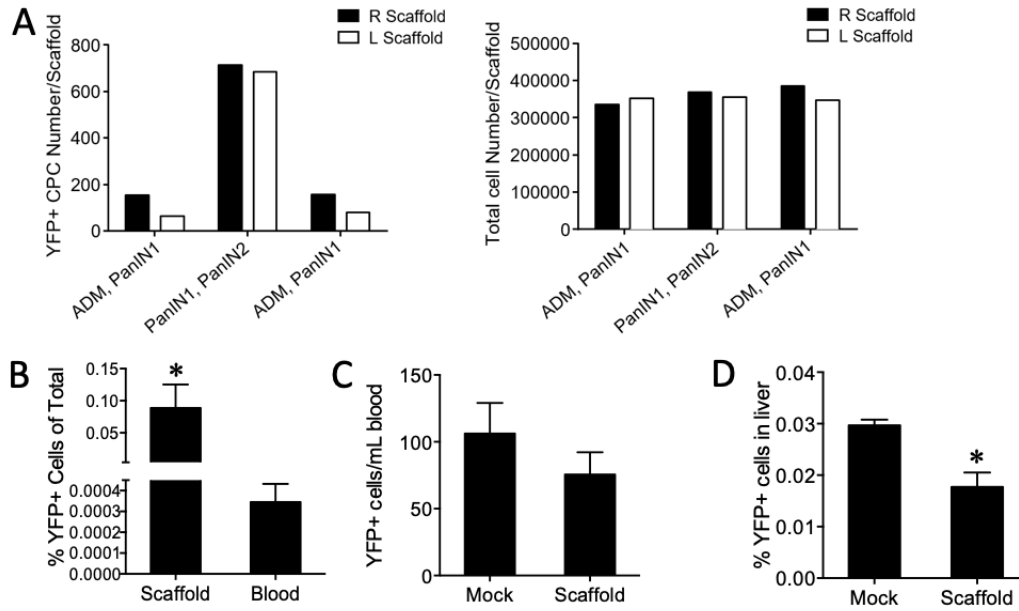 A
R Scaffold
L Scaffold
YFP+ CPC Number/Scaffold
800
600
400
200
0
ADM, PanIN1
PanIN1, PanIN2
ADM, PanIN1
R Scaffold
L Scaffold
Total cell Number/Scaffold
500000
400000
300000
200000
100000
0
ADM, PanIN1
PanIN1, PanIN2
ADM, PanIN1
B
% YFP+ Cells of Total
0.15
0.10
0.05
0.0004
0.0003
0.0002
0.0001
0.0000
*
Scaffold
Blood
C
YFP+ cells/mL blood
150
100
50
0
Mock
Scaffold
D
% YFP+ cells in liver
0.04
0.03
0.02
0.01
0.00
*
Mock
Scaffold